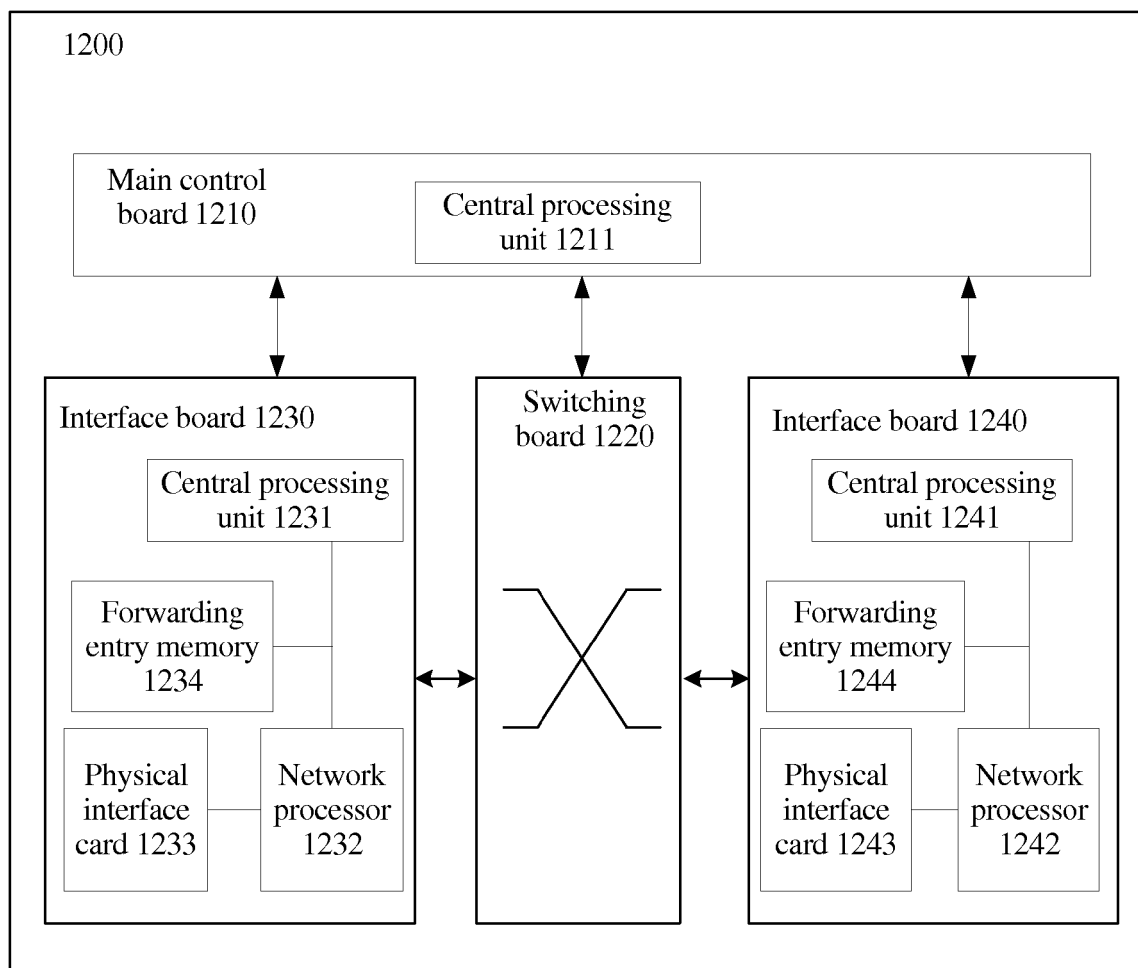 1200
Main control
board 1210
Central processing
unit 1211
Interface board 1230
Central processing
unit 1231
Forwarding
entry memory
1234
Physical
interface
card 1233
Network
processor
1232
Switching
board 1220
Interface board 1240
Central processing
unit 1241
Forwarding
entry memory
1244
Physical
interface
card 1243
Network
processor
1242